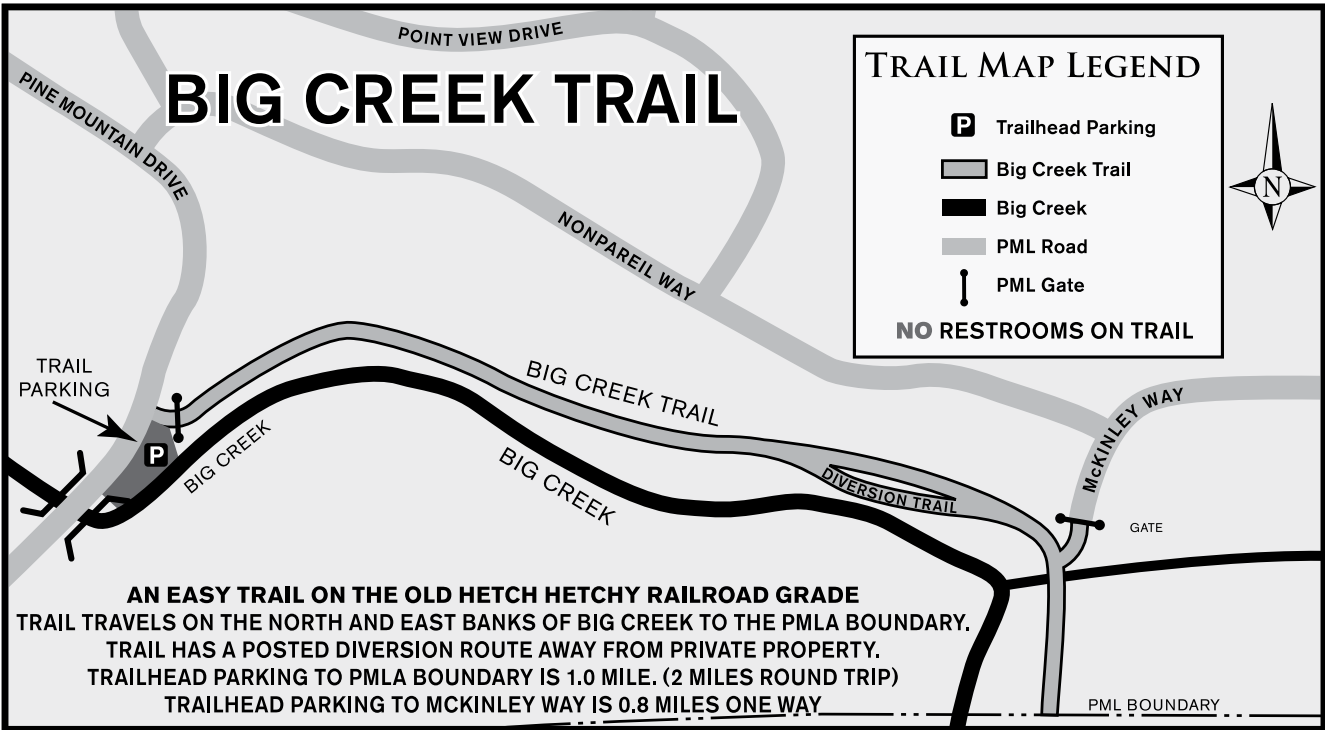 POINT VIEW DRIVE
PINE MOUNTAIN DRIVE
BIG CREEK TRAIL
NONPAREIL WAY
TRAIL MAP LEGEND
P Trailhead Parking
Big Creek Trail
Big Creek
PML Road
PML Gate
NO RESTROOMS ON TRAIL
N
TRAIL
PARKING
P
BIG CREEK
BIG CREEK TRAIL
BIG CREEK
DIVERSION TRAIL
McKINLEY WAY
GATE
AN EASY TRAIL ON THE OLD HETCH HETCHY RAILROAD GRADE
TRAIL TRAVELS ON THE NORTH AND EAST BANKS OF BIG CREEK TO THE PMLA BOUNDARY.
TRAIL HAS A POSTED DIVERSION ROUTE AWAY FROM PRIVATE PROPERTY.
TRAILHEAD PARKING TO PMLA BOUNDARY IS 1.0 MILE. (2 MILES ROUND TRIP)
TRAILHEAD PARKING TO MCKINLEY WAY IS 0.8 MILES ONE WAY
PML BOUNDARY